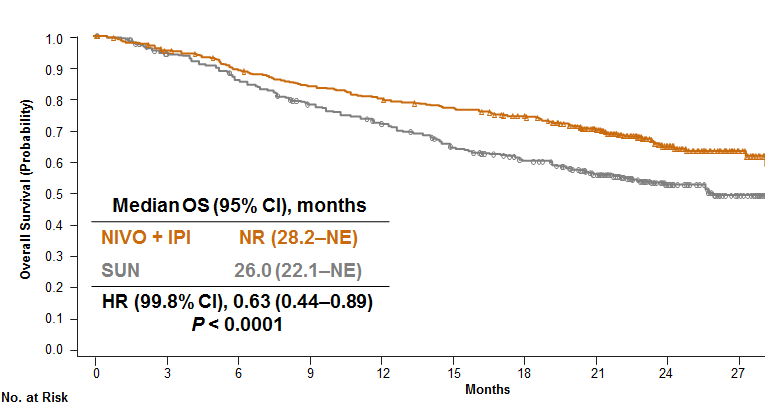 Overall Survival (Probability)
1.0
0.9
0.8
0.7
0.6
0.5
0.4
0.3
0.2
0.1
0.0
Median OS (95% CI), months
NIVO + IPI NR (28.2–NE)
SUN 26.0 (22.1–NE)
HR (99.8% CI), 0.63 (0.44–0.89)
P < 0.0001
0 3 6 9 12 15 18 21 24 27
Months
No. at Risk